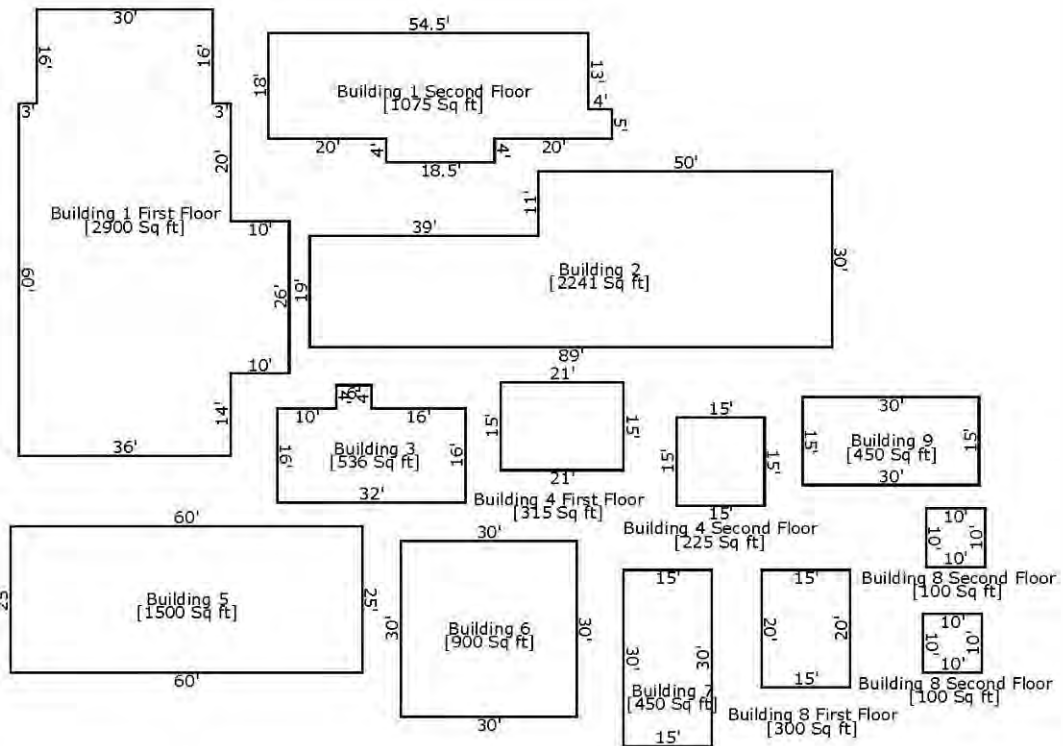 30'
16'
16'
3'
3'
20'
Building 1 First Floor
[2900 Sq ft]
10'
60'
26'
10'
14'
36'
54.5'
18'
13'
Building 1 Second Floor
[1075 Sq ft]
4'
5'
20'
4'
4'
20'
18.5'
50'
11'
39'
19'
Building 2
[2241 Sq ft]
30'
89'
6'
4'
4'
10'
16'
16'
Building 3
[536 Sq ft]
16'
32'
21'
15'
15'
21'
Building 4 First Floor
[315 Sq ft]
15'
15'
15'
15'
Building 4 Second Floor
[225 Sq ft]
30'
15'
Building 9
[450 Sq ft]
15'
30'
60'
25'
Building 5
[1500 Sq ft]
25'
60'
30'
30'
Building 6
[900 Sq ft]
30'
30'
15'
30'
30'
Building 7
[450 Sq ft]
15'
15'
20'
20'
15'
Building 8 First Floor
[300 Sq ft]
10'
10'
10'
10'
Building 8 Second Floor
[100 Sq ft]
10'
10'
10'
10'
Building 8 Second Floor
[100 Sq ft]